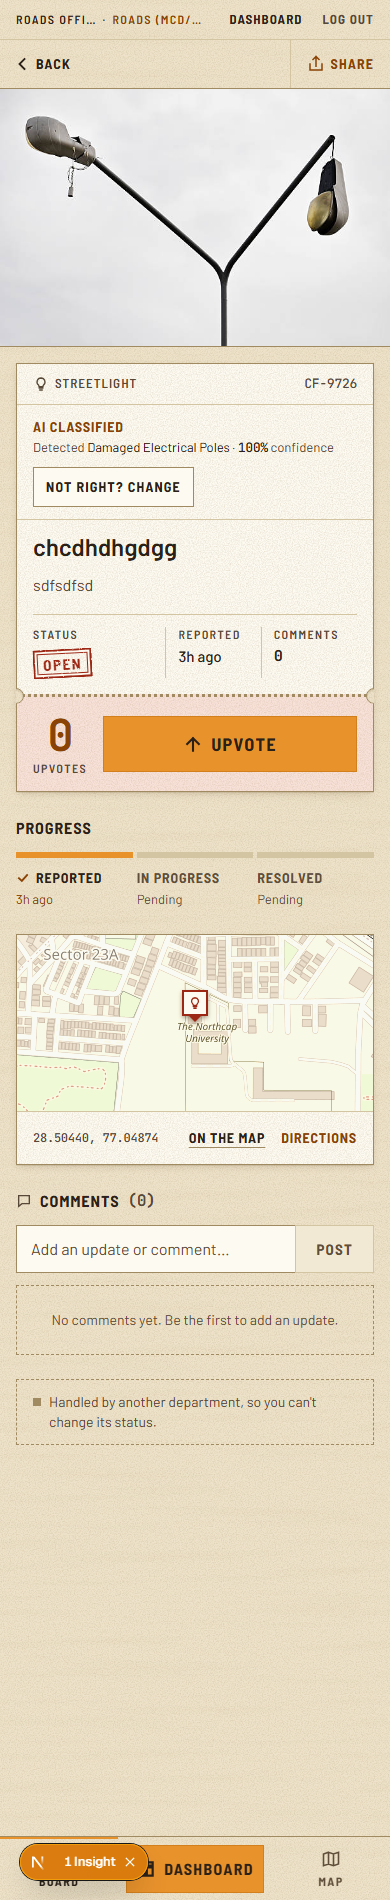 ROADS OFFI... · ROADS (MCD/... DASHBOARD LOG OUT
BACK SHARE
STREETLIGHT CF-9726
AI CLASSIFIED
Detected Damaged Electrical Poles · 100% confidence
NOT RIGHT? CHANGE
chcdhdhgdgg
sdfsdfsd
STATUS REPORTED COMMENTS
OPEN 3h ago 0
0 UPVOTES
UPVOTE
PROGRESS
REPORTED IN PROGRESS RESOLVED
3h ago Pending Pending
Sector 23A
The Northcap
University
28.50440, 77.04874 ON THE MAP DIRECTIONS
COMMENTS (0)
Add an update or comment... POST
No comments yet. Be the first to add an update.
Handled by another department, so you can't
change its status.
N 1 Insight
BOARD DASHBOARD MAP